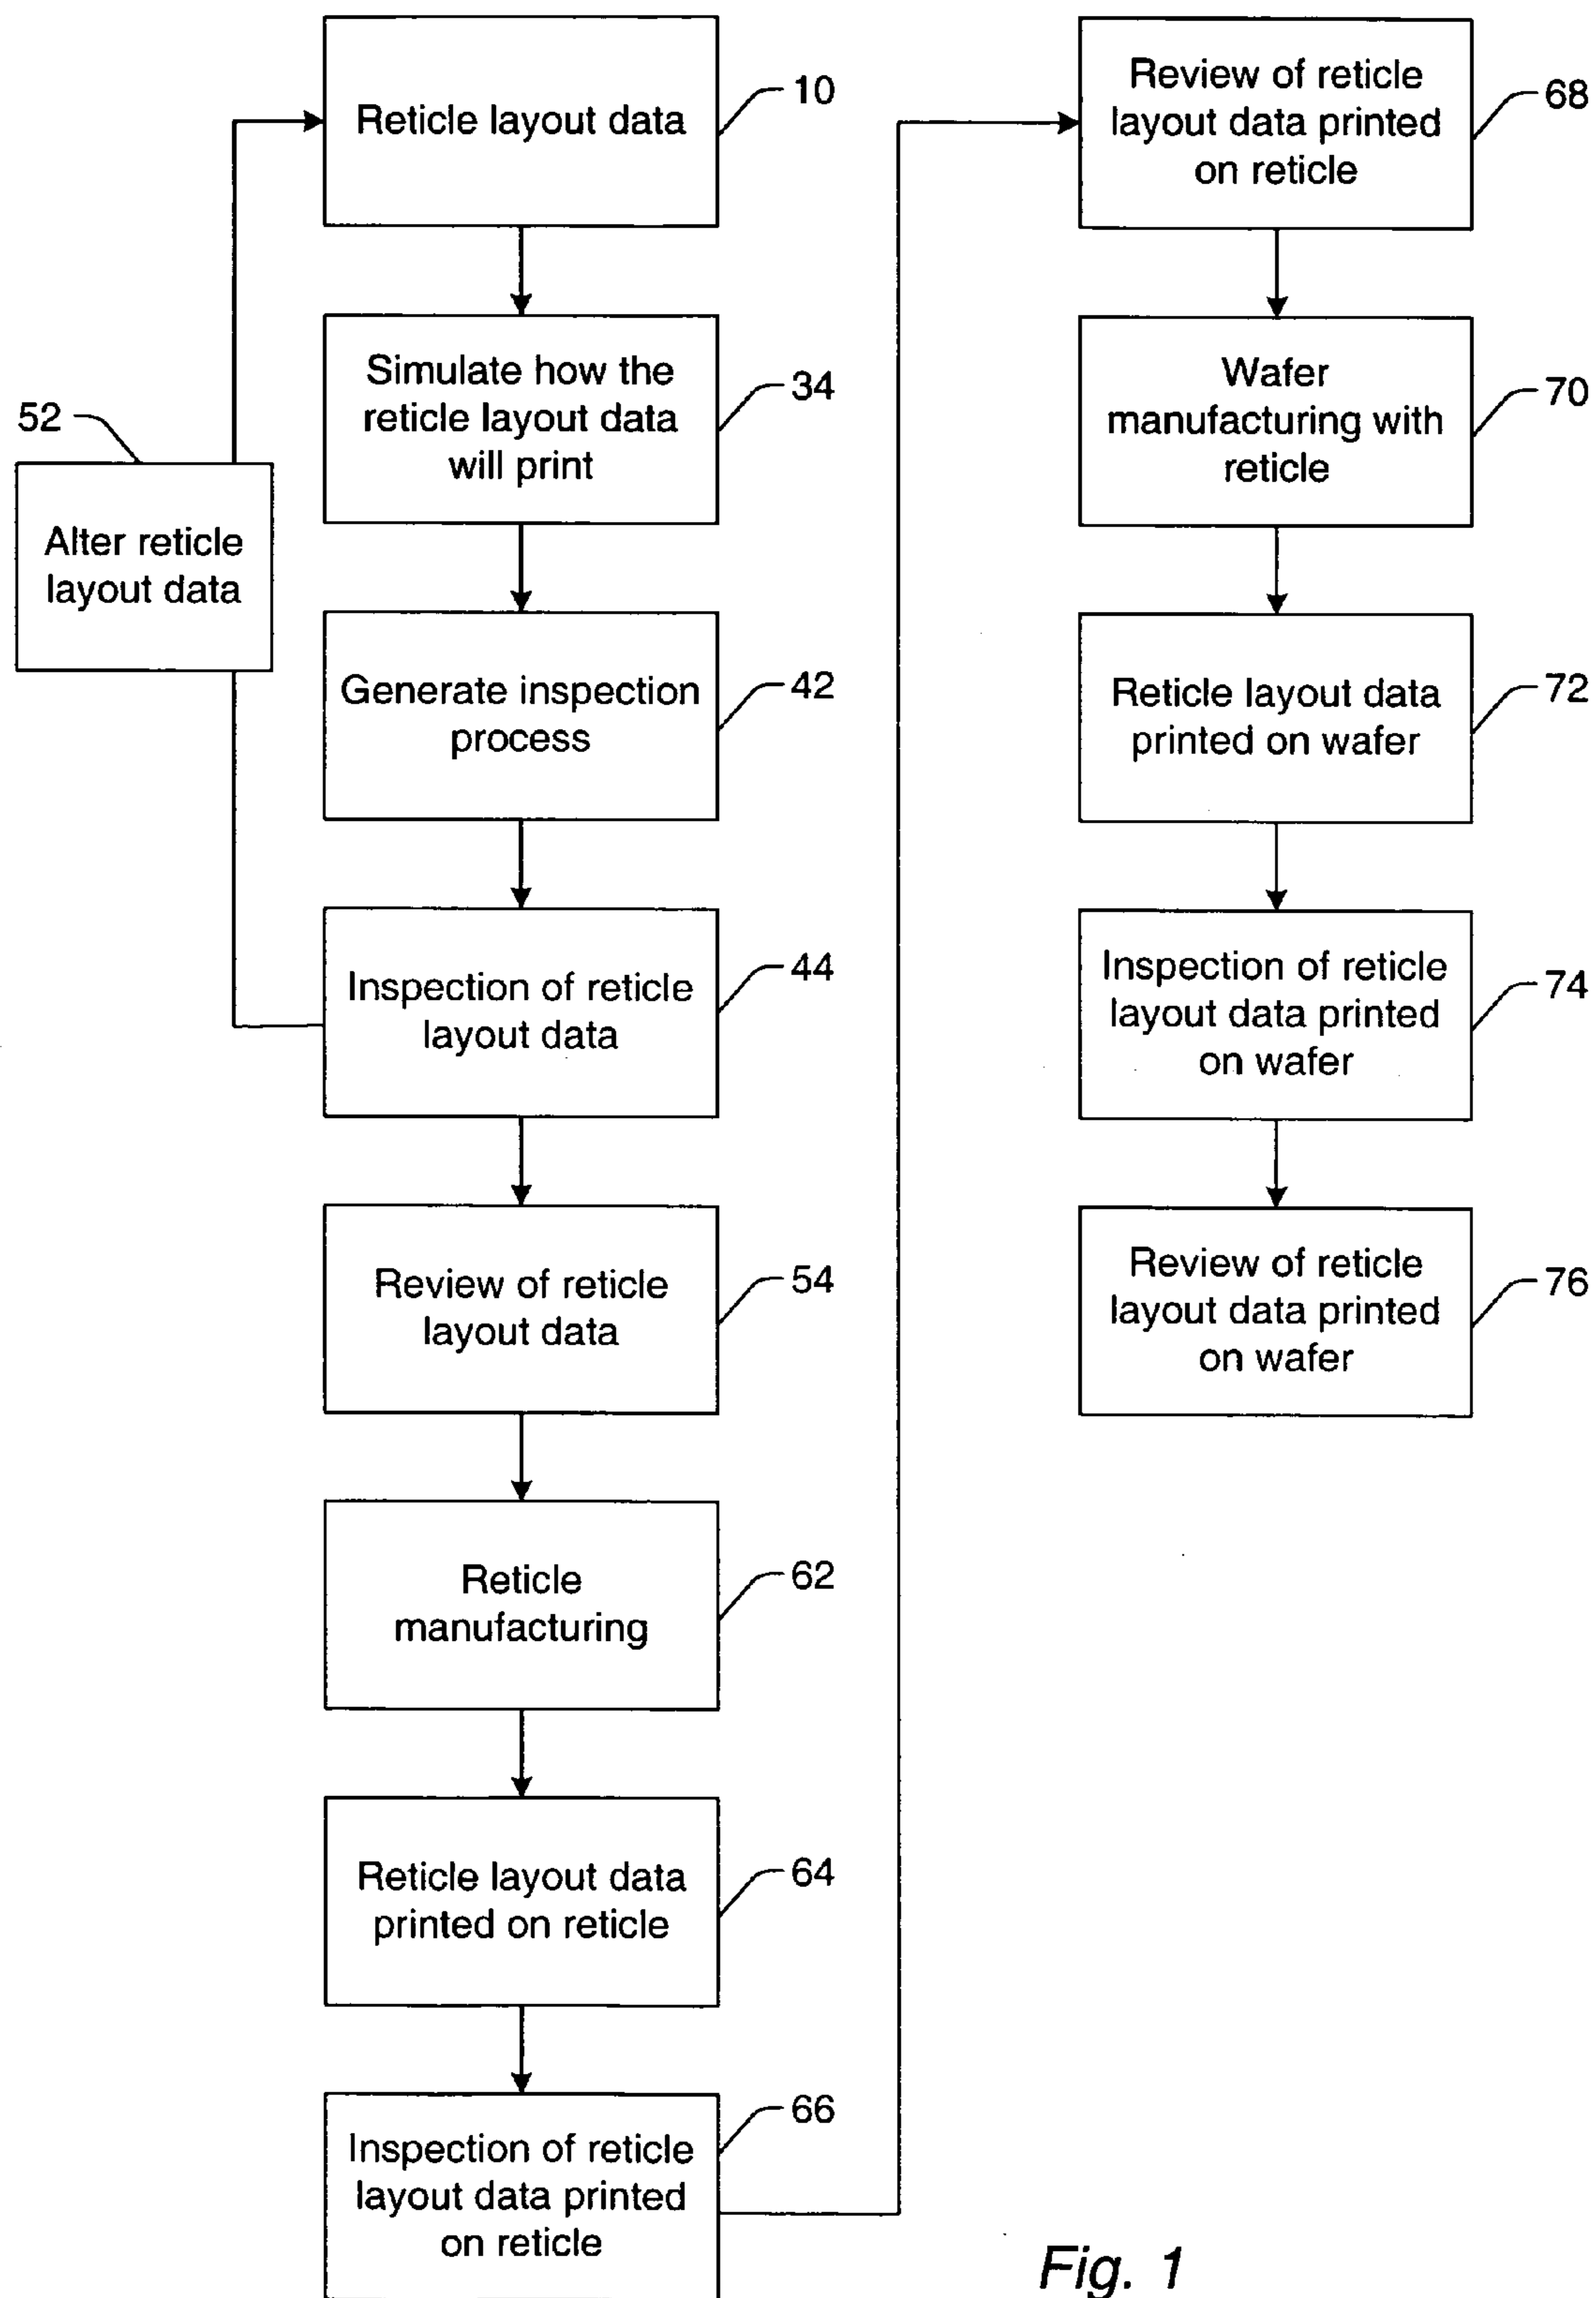 Reticle layout data
10
Simulate how the
reticle layout data
will print
34
52
Alter reticle
layout data
Generate inspection
process
42
Inspection of reticle
layout data
44
Review of reticle
layout data
54
Reticle
manufacturing
62
Reticle layout data
printed on reticle
64
Inspection of reticle
layout data printed
on reticle
66
Review of reticle
layout data printed
on reticle
68
Wafer
manufacturing with
reticle
70
Reticle layout data
printed on wafer
72
Inspection of reticle
layout data printed
on wafer
74
Review of reticle
layout data printed
on wafer
76
Fig. 1